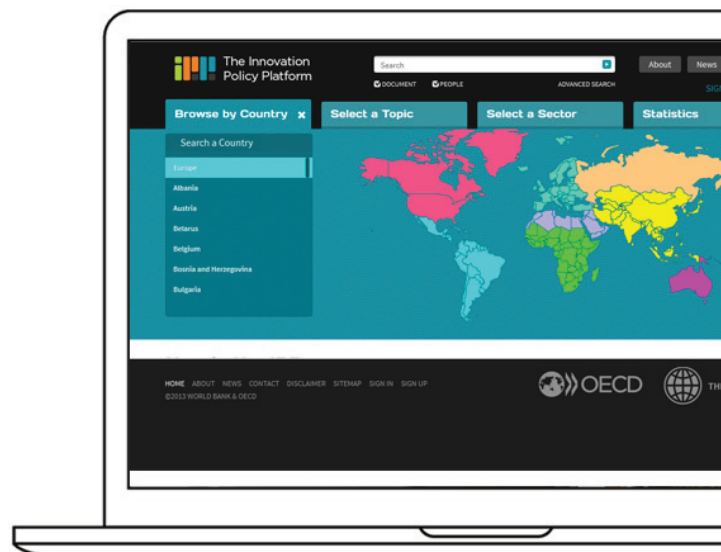 The Innovation
Policy Platform
Search
About
News
DOCUMENT
PEOPLE
ADVANCED SEARCH
SIG
Browse by Country ×
Select a Topic
Select a Sector
Statistics
Search a Country
Europe
Albania
Austria
Belarus
Belgium
Bosnia and Herzegovina
Bulgaria
HOME ABOUT NEWS CONTACT DISCLAIMER SITEMAP SIGN IN SIGN UP
©2013 WORLD BANK & OECD
OECD
THE